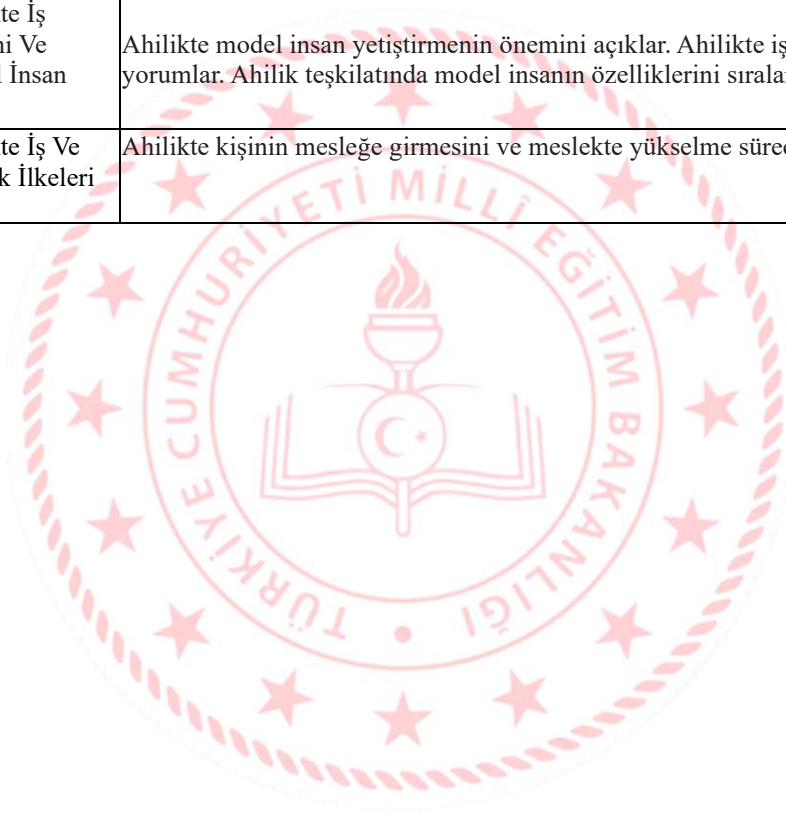 te İş
ni Ve
l İnsan
Ahilikte model insan yetiştirmenin önemini açıklar. Ahilikte iş
yorumlar. Ahilik teşkilatında model insanın özelliklerini sırala
te İş Ve
k İlkeleri
Ahilikte kişinin mesleğe girmesini ve meslekte yükselme süre
TÜRKİYE CUMHURİYETİ MİLLÎ EĞİTİM BAKANLIĞI